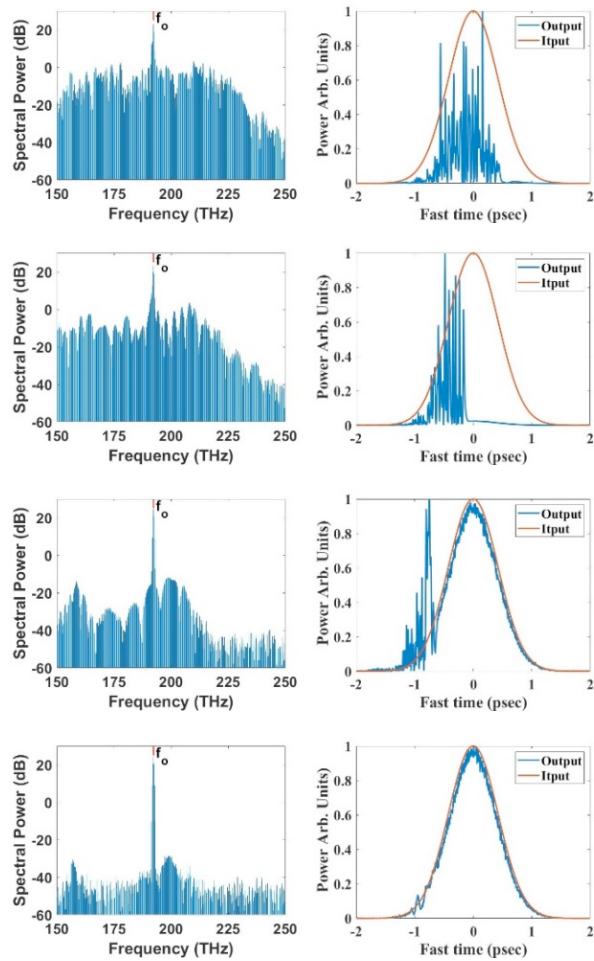 Spectral Power (dB)
20
0
-20
-40
-60
fo
150 175 200 225 250
Frequency (THz)
Power Arb. Units
1
0.8
0.6
0.4
0.2
0
Output
Itput
-2 -1 0 1 2
Fast time (psec)
Spectral Power (dB)
20
0
-20
-40
-60
fo
150 175 200 225 250
Frequency (THz)
Power Arb. Units
1
0.8
0.6
0.4
0.2
0
Output
Itput
-2 -1 0 1 2
Fast time (psec)
Spectral Power (dB)
20
0
-20
-40
-60
fo
150 175 200 225 250
Frequency (THz)
Power Arb. Units
1
0.8
0.6
0.4
0.2
0
Output
Itput
-2 -1 0 1 2
Fast time (psec)
Spectral Power (dB)
20
0
-20
-40
-60
fo
150 175 200 225 250
Frequency (THz)
Power Arb. Units
1
0.8
0.6
0.4
0.2
0
Output
Itput
-2 -1 0 1 2
Fast time (psec)